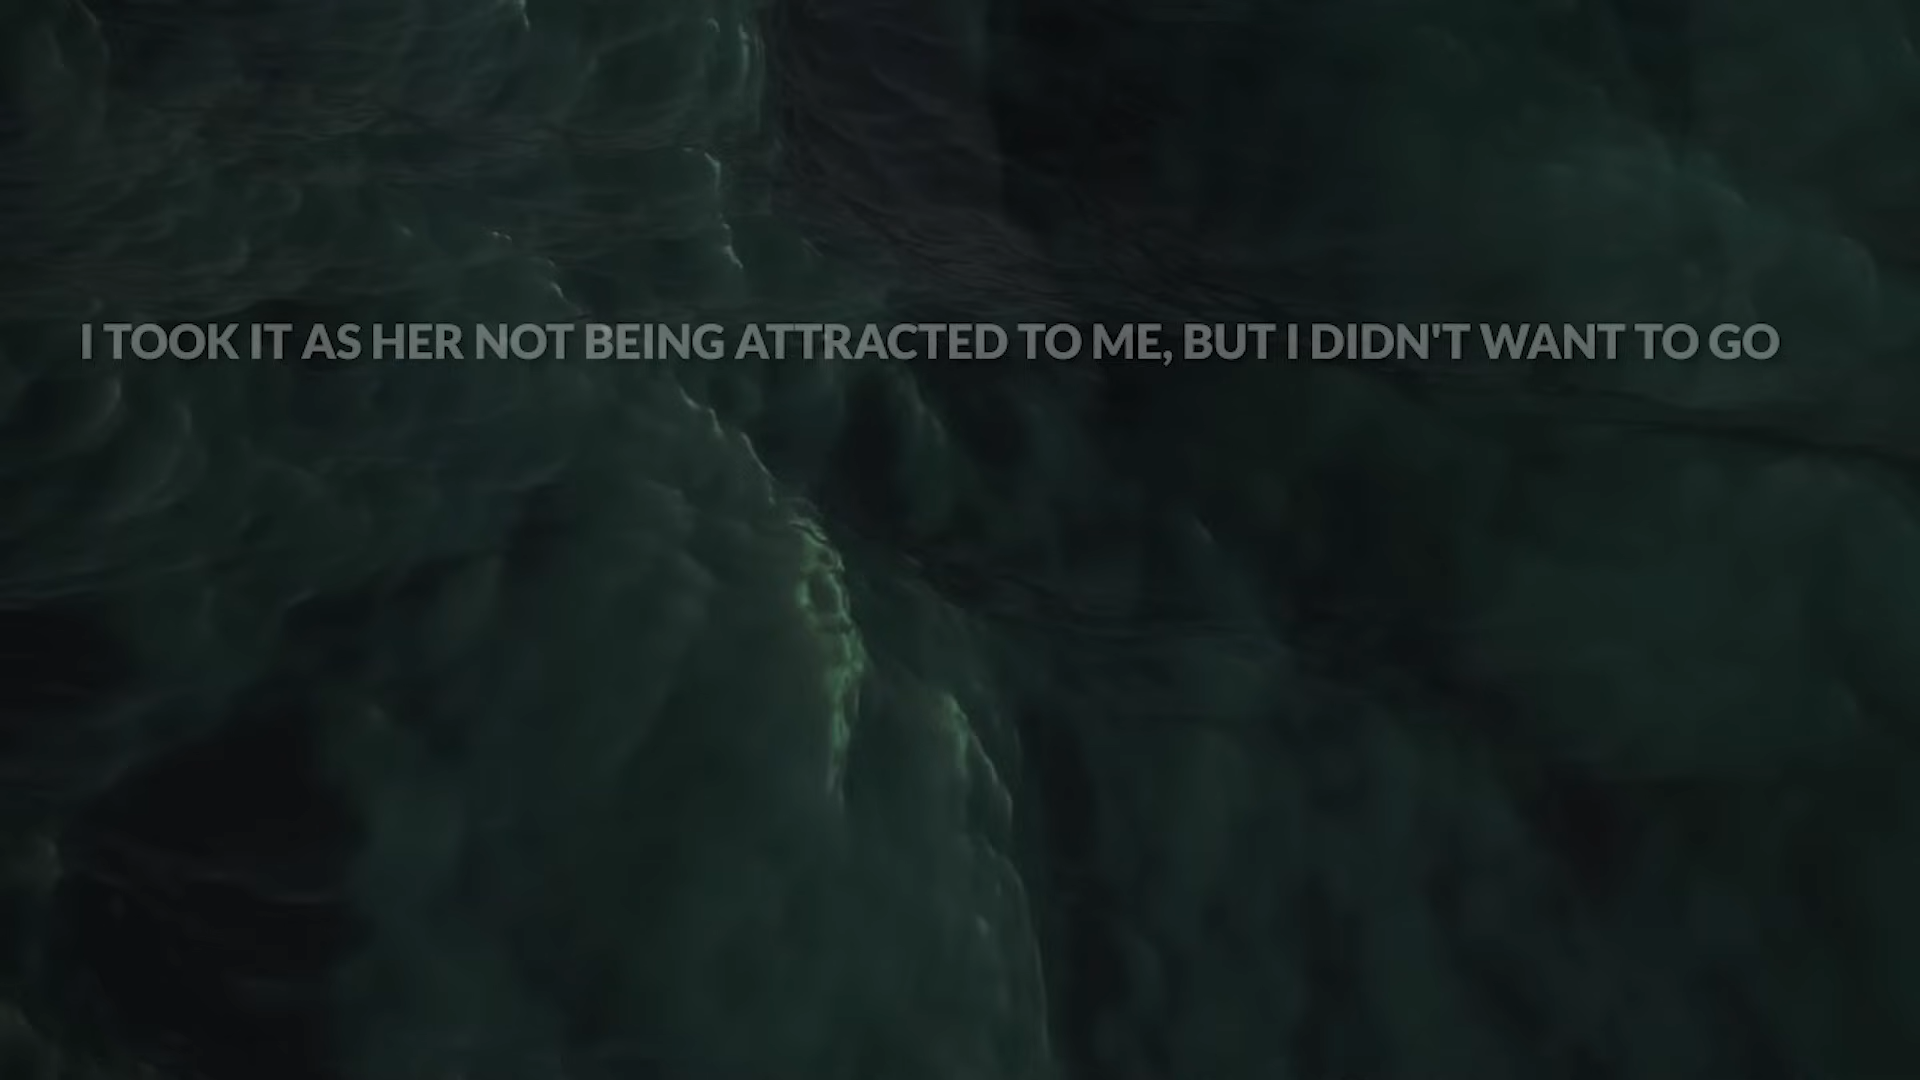 I TOOK IT AS HER NOT BEING ATTRACTED TO ME, BUT I DIDN'T WANT TO GO